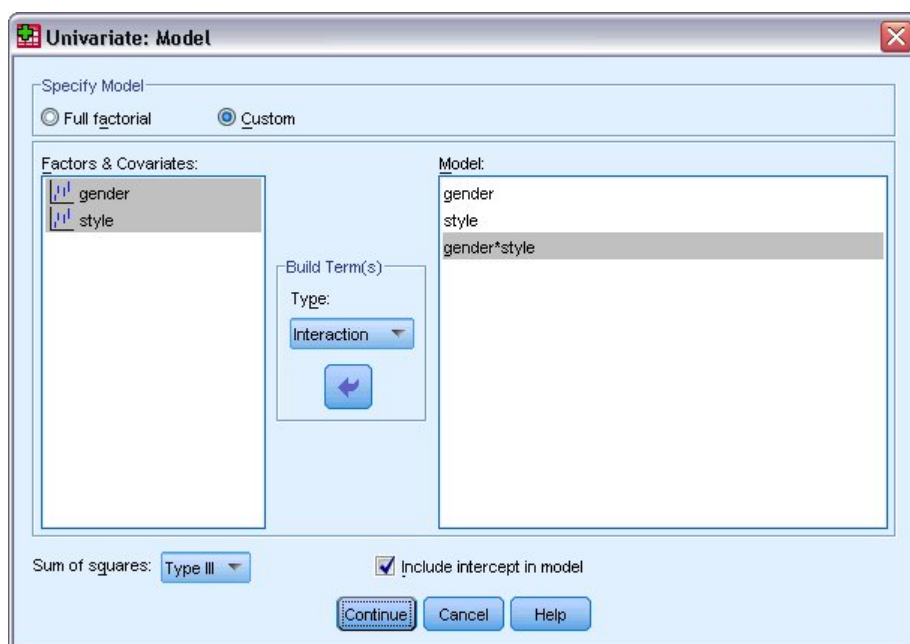 Univariate: Model
Specify Model
Full factorial
Custom
Factors & Covariates:
gender
style
Build Term(s)
Type:
Interaction
Model:
gender
style
gender*style
Sum of squares:
Type III
Include intercept in model
Continue
Cancel
Help